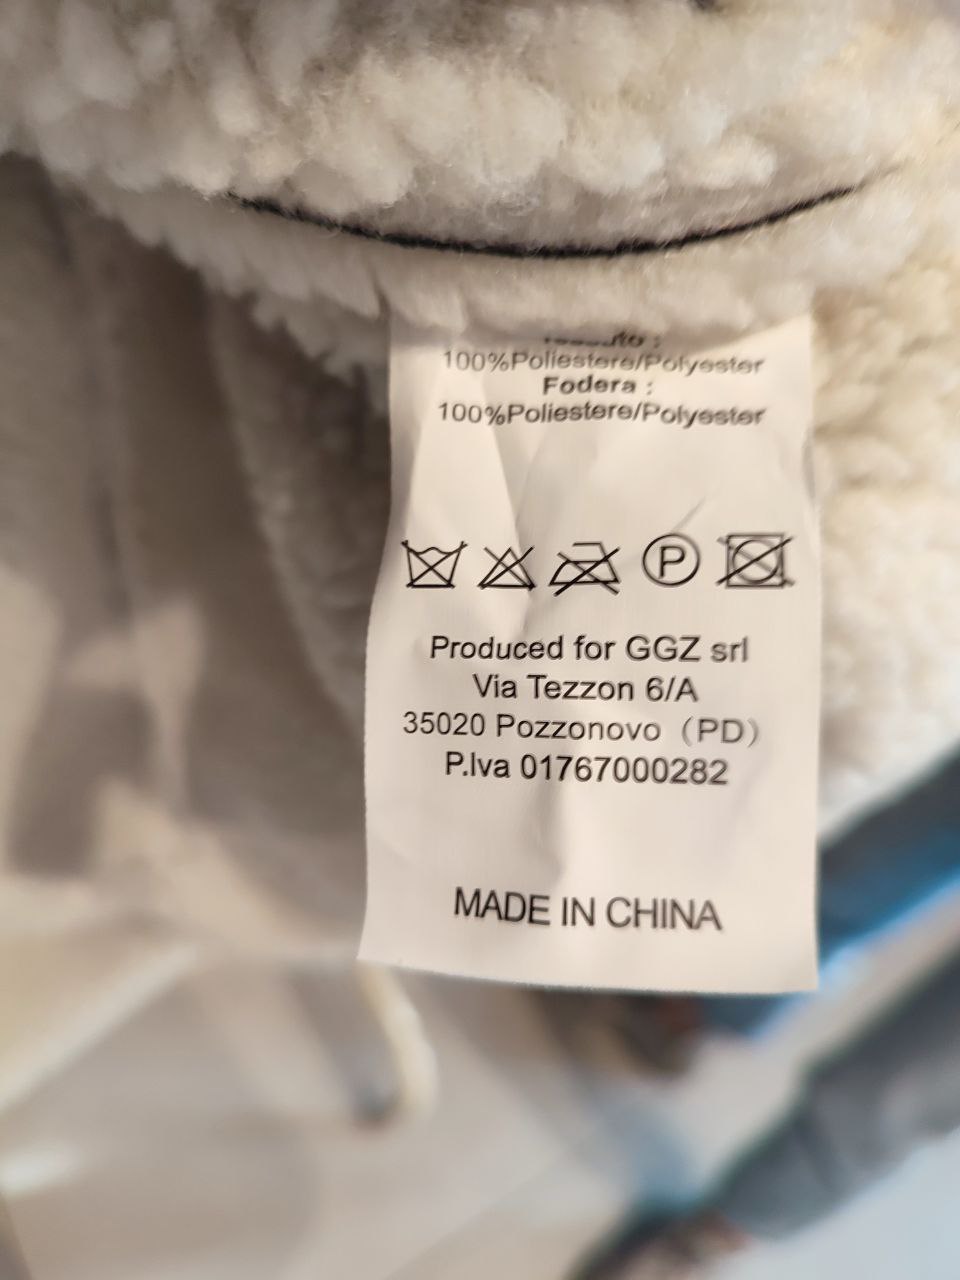 100%Poliestere/Polyester
Fodera :
100%Poliestere/Polyester
P
Produced for GGZ srl
Via Tezzon 6/A
35020 Pozzonovo (PD)
P.Iva 01767000282
MADE IN CHINA